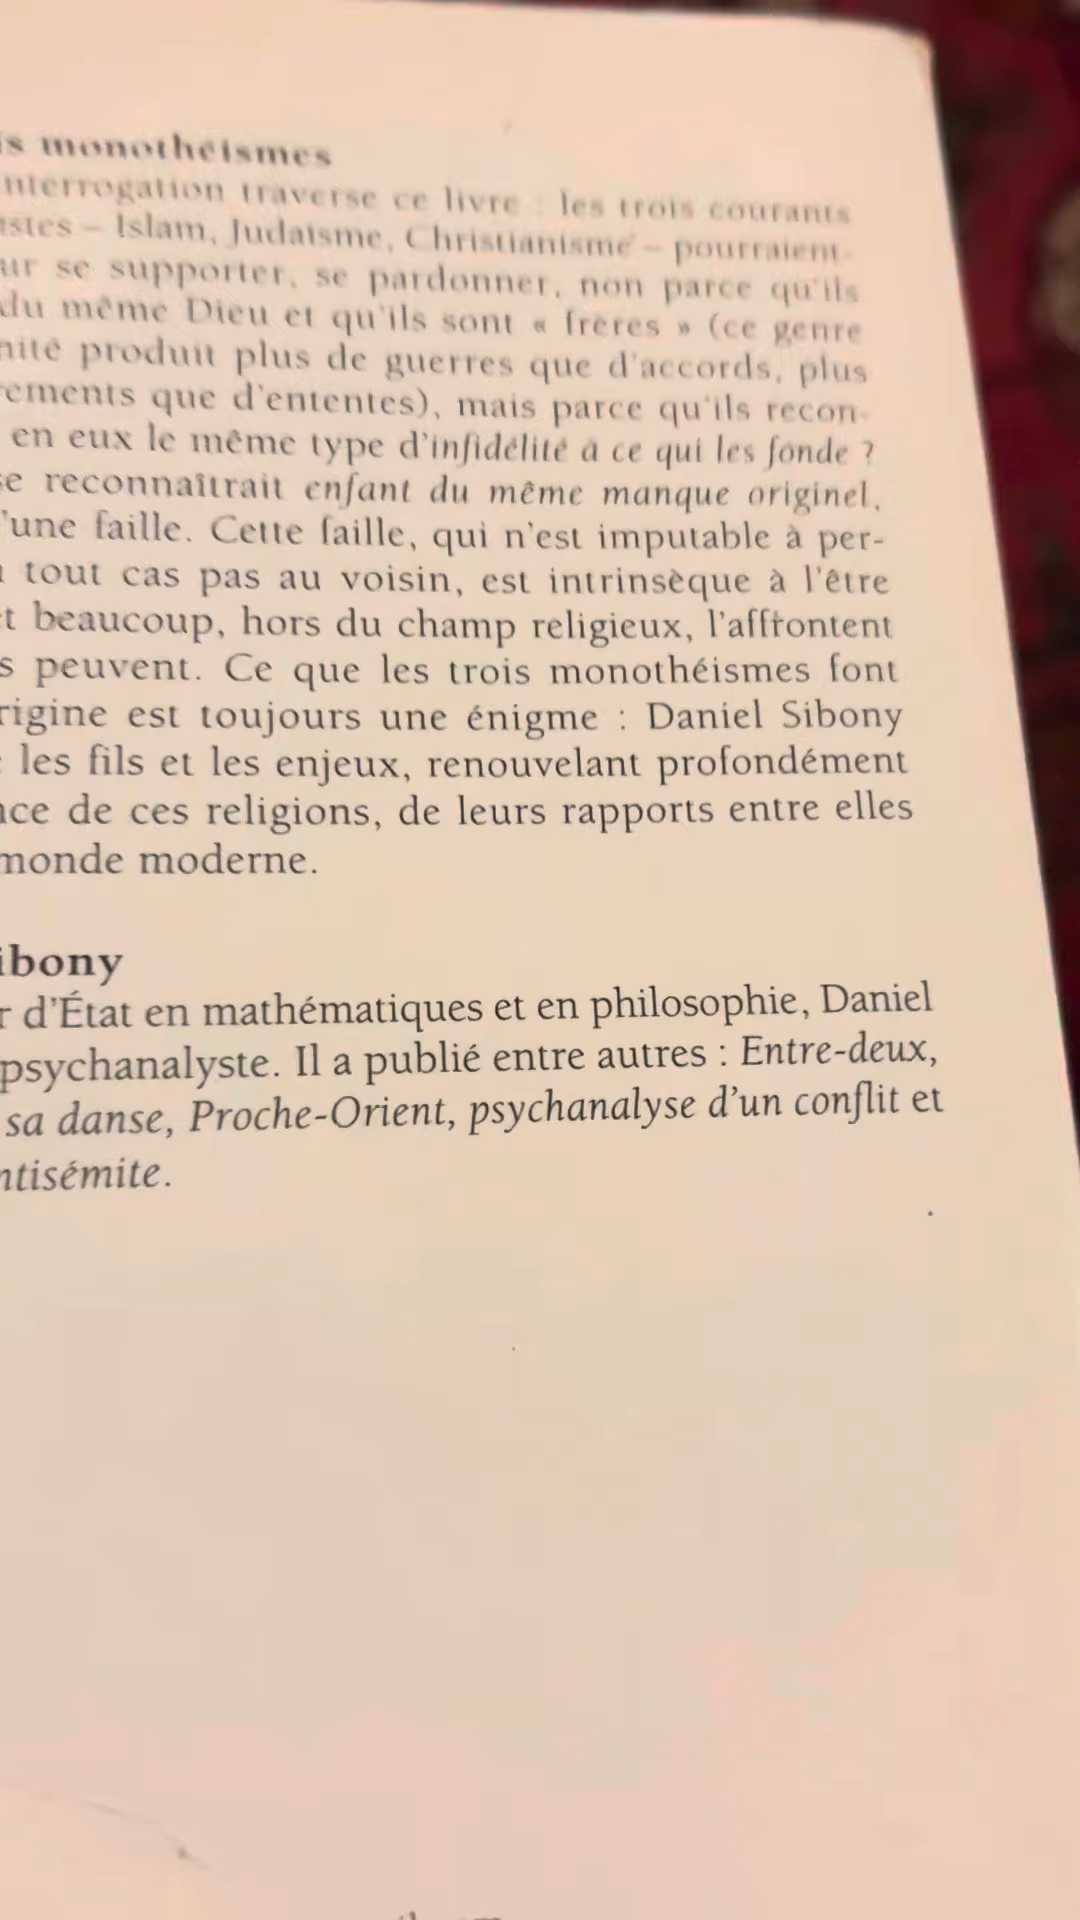 is monothéismes
nterrogation traverse ce livre : les trois courants
istes – Islam, Judaïsme, Christianisme – pourraient-
ur se supporter, se pardonner, non parce qu'ils
du même Dieu et qu'ils sont « frères » (ce genre
nité produit plus de guerres que d'accords, plus
rements que d'ententes), mais parce qu'ils recon-
en eux le même type d'infidélité à ce qui les fonde ?
se reconnaîtrait enfant du même manque originel,
'une faille. Cette faille, qui n'est imputable à per-
tout cas pas au voisin, est intrinsèque à l'être
t beaucoup, hors du champ religieux, l'affrontent
s peuvent. Ce que les trois monothéismes font
rigine est toujours une énigme : Daniel Sibony
les fils et les enjeux, renouvelant profondément
nce de ces religions, de leurs rapports entre elles
monde moderne.
ibony
r d'État en mathématiques et en philosophie, Daniel
psychanalyste. Il a publié entre autres : Entre-deux,
sa danse, Proche-Orient, psychanalyse d'un conflit et
ntisémite.